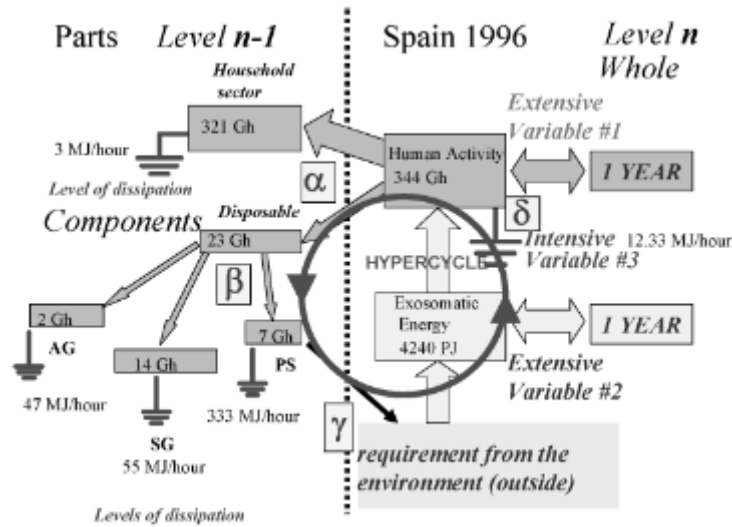 Parts Level n-1
Spain 1996
Level n
Whole
Household
sector
321 Gh
3 MJ/hour
Level of dissipation
α
Human Activity
344 Gh
Extensive
Variable #1
1 YEAR
δ
Components
Disposable
23 Gh
β
HYPERCYCLE
Intensive 12.33 MJ/hour
Variable #3
2 Gh
AG
47 MJ/hour
14 Gh
SG
55 MJ/hour
7 Gh
PS
333 MJ/hour
Exosomatic
Energy
4240 PJ
1 YEAR
Extensive
Variable #2
γ
requirement from the
environment (outside)
Levels of dissipation